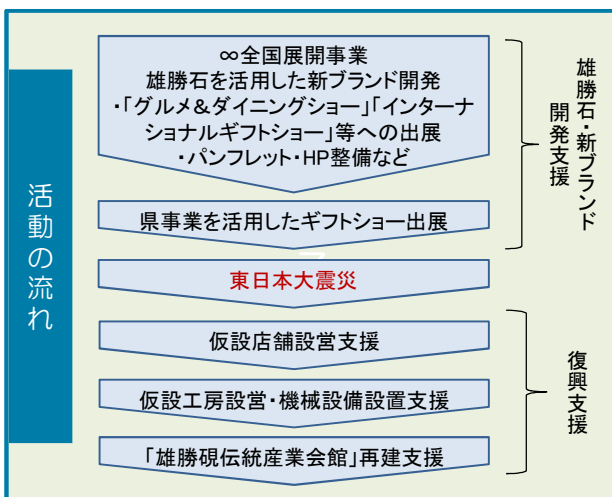 活動の流れ
∞全国展開事業
雄勝石を活用した新ブランド開発
・「グルメ&ダイニングショー」「インターナ
ショナルギフトショー」等への出展
・パンフレット・HP整備など
県事業を活用したギフトショー出展
東日本大震災
仮設店舗設営支援
仮設工房設営・機械設備設置支援
「雄勝硯伝統産業会館」再建支援
雄勝石・新ブランド
開発支援
復興支援